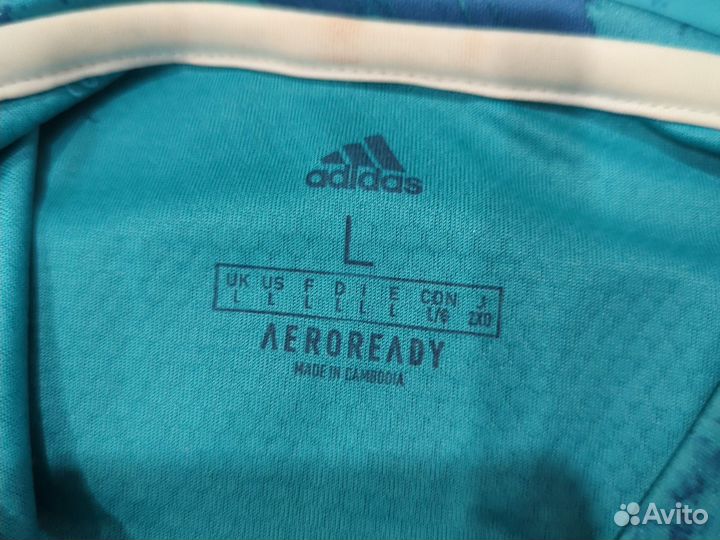 adidas
L
UK US F D I E CON J
L L L L L L L/G 2XO
AEROREADY
MADE IN CAMBODIA
Avito